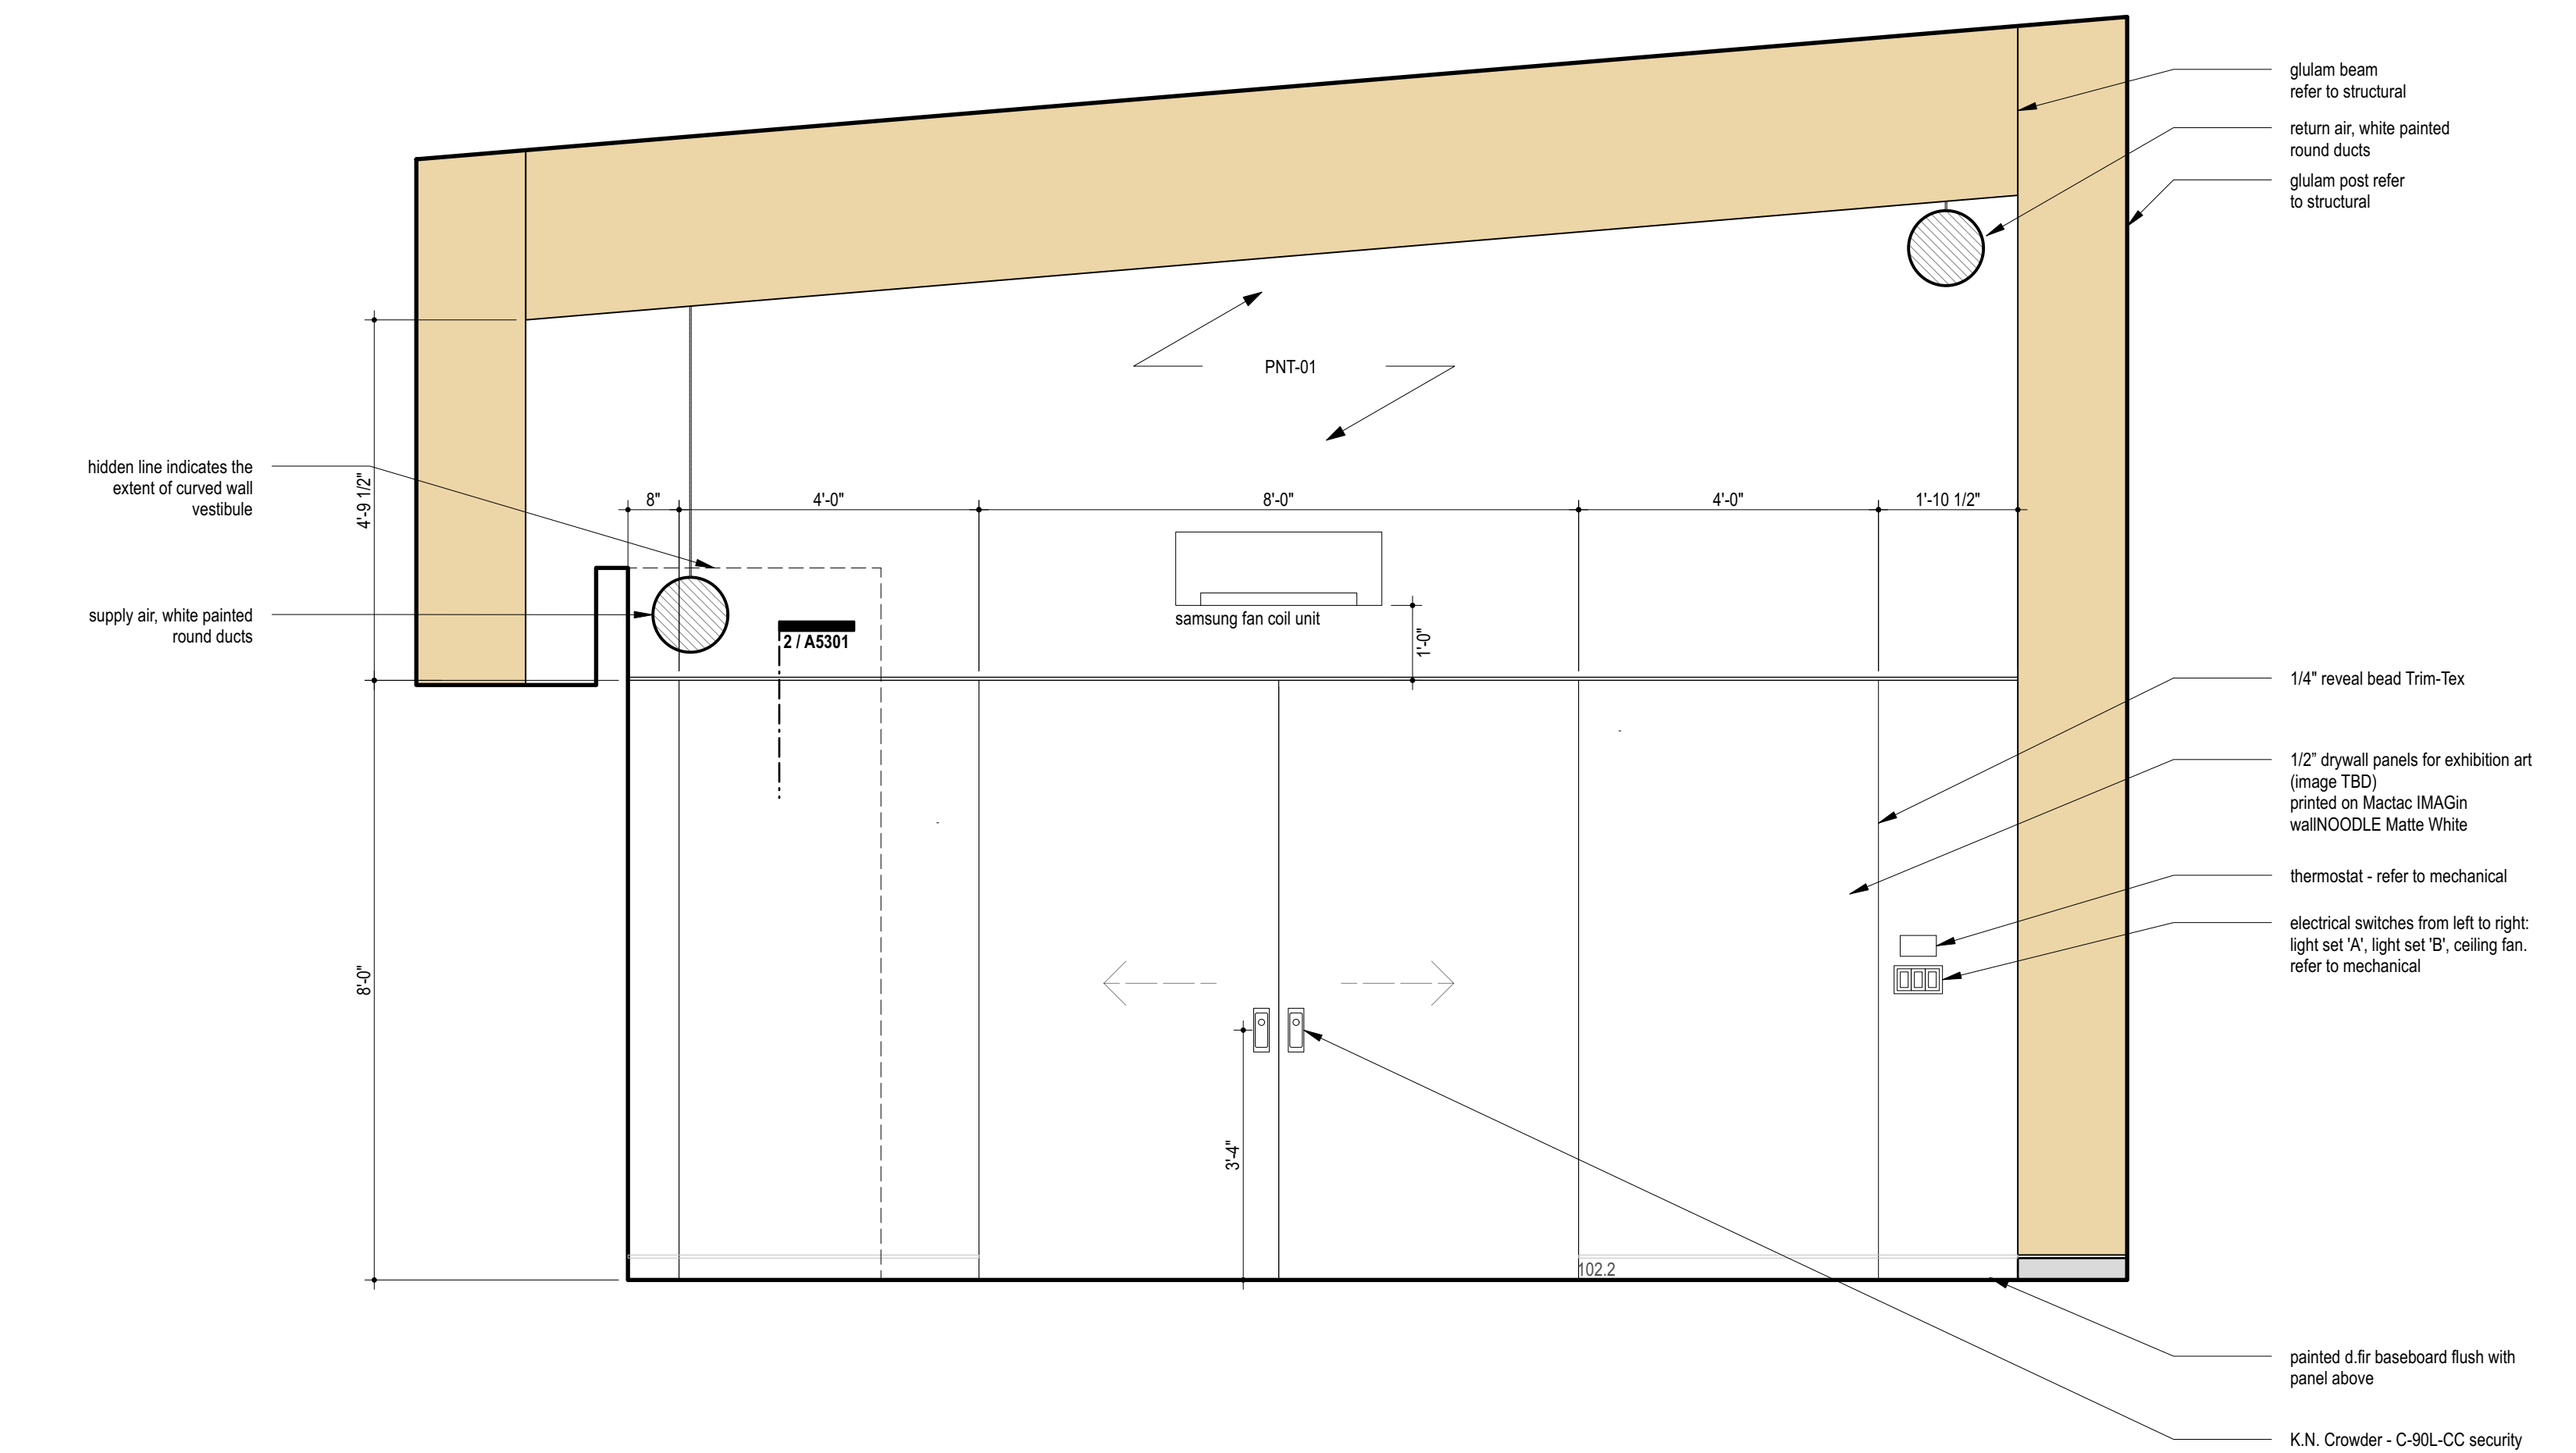 glulam beam
refer to structural
return air, white painted
round ducts
glulam post refer
to structural
PNT-01
hidden line indicates the
extent of curved wall
vestibule
4'-9 1/2"
8"
4'-0"
8'-0"
4'-0"
1'-10 1/2"
supply air, white painted
round ducts
2 / A5301
samsung fan coil unit
1'-0"
1/4" reveal bead Trim-Tex
1/2” drywall panels for exhibition art
(image TBD)
printed on Mactac IMAGin
wallNOODLE Matte White
thermostat - refer to mechanical
electrical switches from left to right:
light set 'A', light set 'B', ceiling fan.
refer to mechanical
8'-0"
3'-4"
102.2
painted d.fir baseboard flush with
panel above
K.N. Crowder - C-90L-CC security